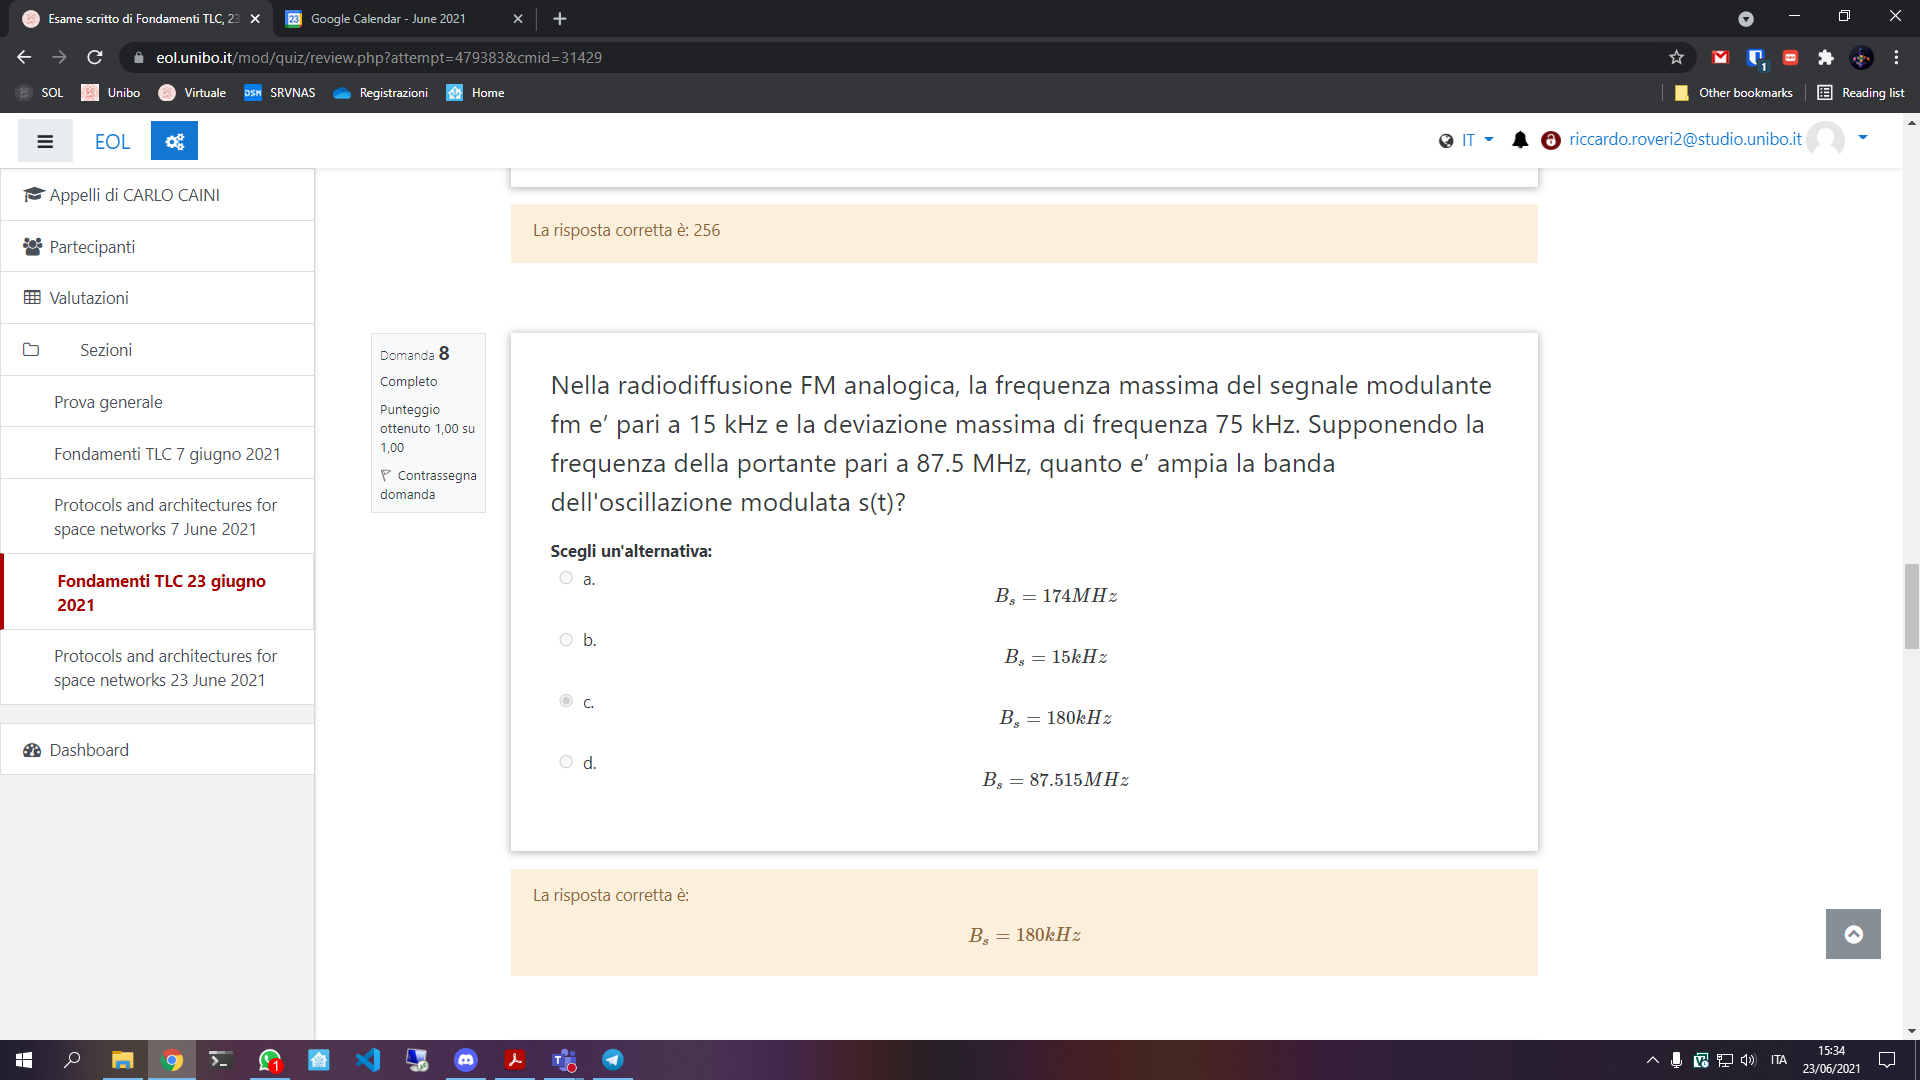 Esame scritto di Fondamenti TLC, 23
Google Calendar - June 2021
eol.unibo.it/mod/quiz/review.php?attempt=479383&cmid=31429
SOL
Unibo
Virtuale
DSM SRVNAS
Registrazioni
Home
Other bookmarks
Reading list
EOL
IT
riccardo.roveri2@studio.unibo.it
Appelli di CARLO CAINI
Partecipanti
Valutazioni
Sezioni
Prova generale
Fondamenti TLC 7 giugno 2021
Protocols and architectures for
space networks 7 June 2021
Fondamenti TLC 23 giugno
2021
Protocols and architectures for
space networks 23 June 2021
Dashboard
La risposta corretta è: 256
Domanda 8
Completo
Punteggio
ottenuto 1,00 su
1,00
Contrassegna
domanda
Nella radiodiffusione FM analogica, la frequenza massima del segnale modulante
fm e’ pari a 15 kHz e la deviazione massima di frequenza 75 kHz. Supponendo la
frequenza della portante pari a 87.5 MHz, quanto e’ ampia la banda
dell'oscillazione modulata s(t)?
Scegli un'alternativa:
a.
B_s = 174MHz
b.
B_s = 15kHz
c.
B_s = 180kHz
d.
B_s = 87.515MHz
La risposta corretta è:
B_s = 180kHz
ITA
15:34
23/06/2021